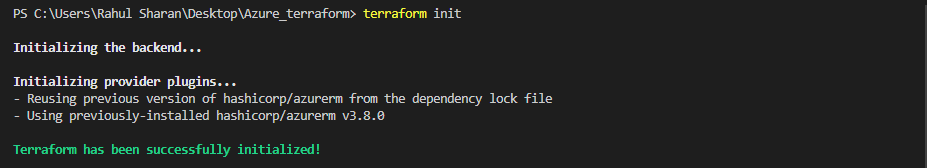 PS C:\Users\Rahul Sharan\Desktop\Azure_terraform> terraform init
Initializing the backend...
Initializing provider plugins...
- Reusing previous version of hashicorp/azurerm from the dependency lock file
- Using previously-installed hashicorp/azurerm v3.8.0
Terraform has been successfully initialized!